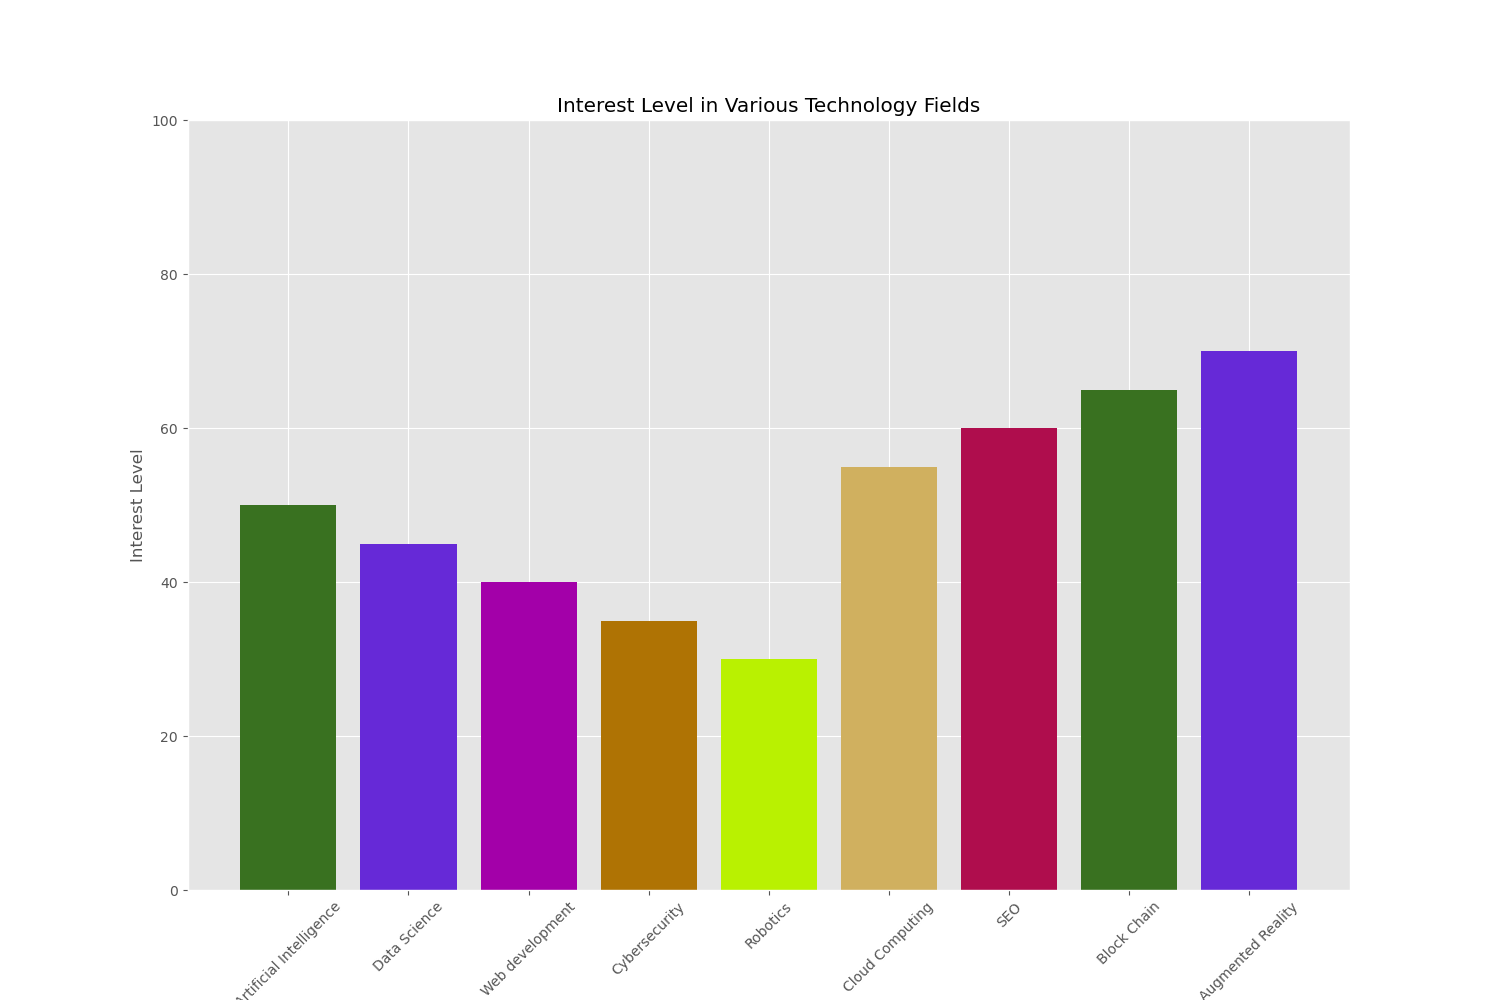 Interest Level in Various Technology Fields
100
80
60
40
20
0
Interest Level
Artificial Intelligence
Data Science
Web development
Cybersecurity
Robotics
Cloud Computing
SEO
Block Chain
Augmented Reality